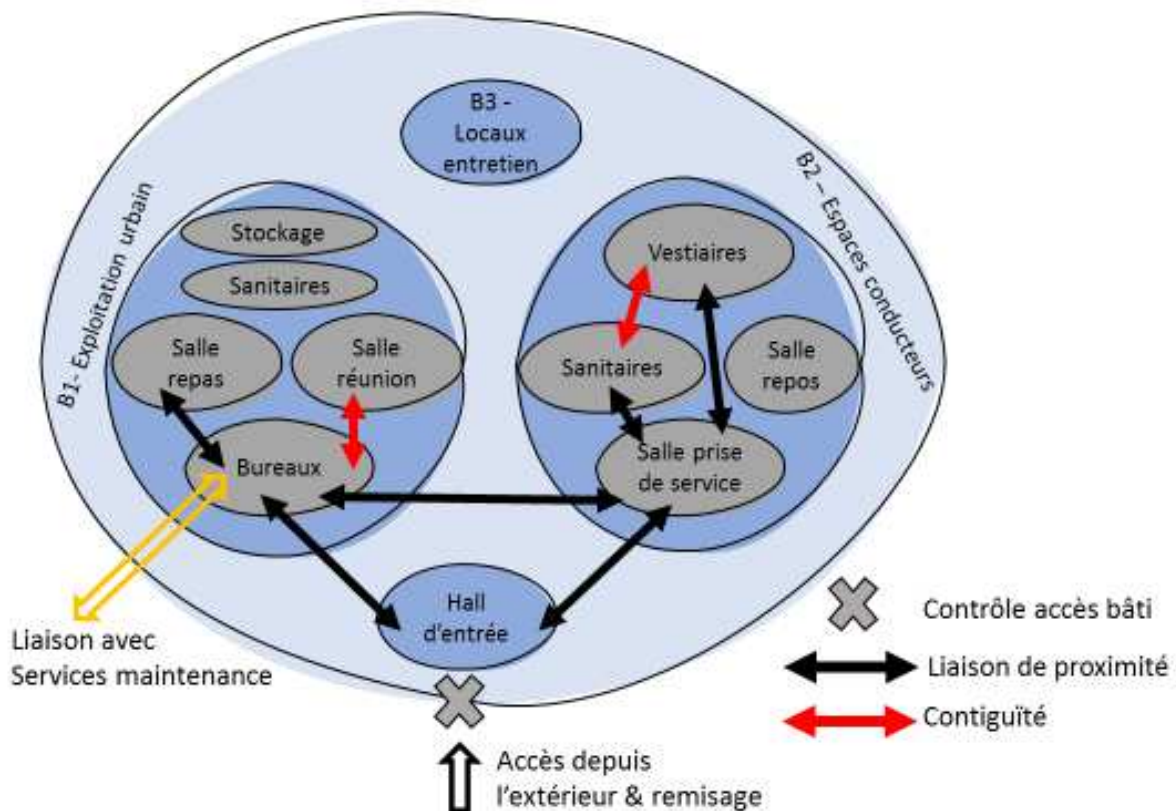 B3 -
Locaux
entretien
B1- Exploitation urbain
B2 – Espaces conducteurs
Stockage
Sanitaires
Salle
repas
Salle
réunion
Bureaux
Vestiaires
Sanitaires
Salle
repos
Salle prise
de service
Hall
d'entrée
Liaison avec
Services maintenance
Accès depuis
l'extérieur & remisage
Contrôle accès bâti
Liaison de proximité
Contiguïté